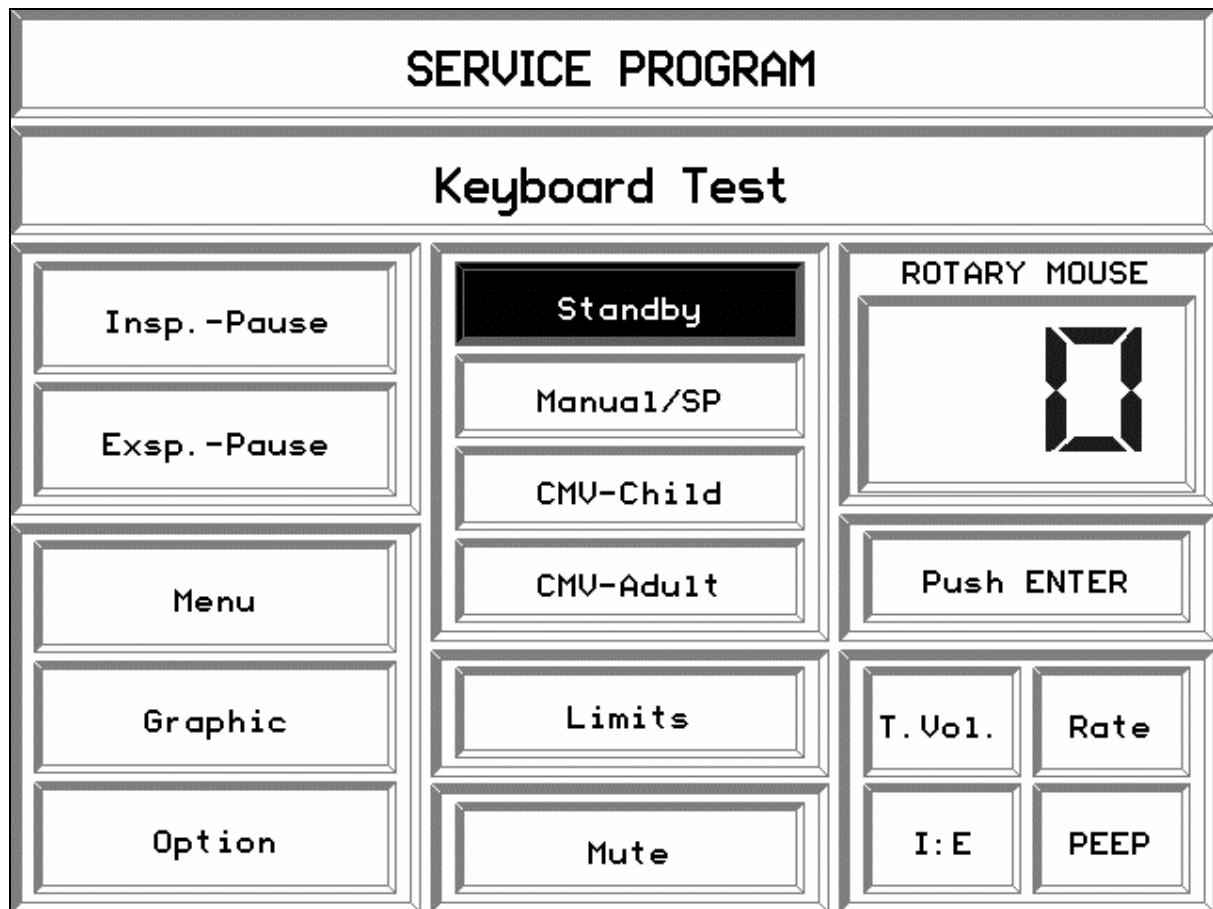 SERVICE PROGRAM
Keyboard Test
Insp.-Pause
Exsp.-Pause
Menu
Graphic
Option
Standby
Manual/SP
CMV-Child
CMV-Adult
Limits
Mute
ROTARY MOUSE
0
Push ENTER
T.Vol.
Rate
I:E
PEEP